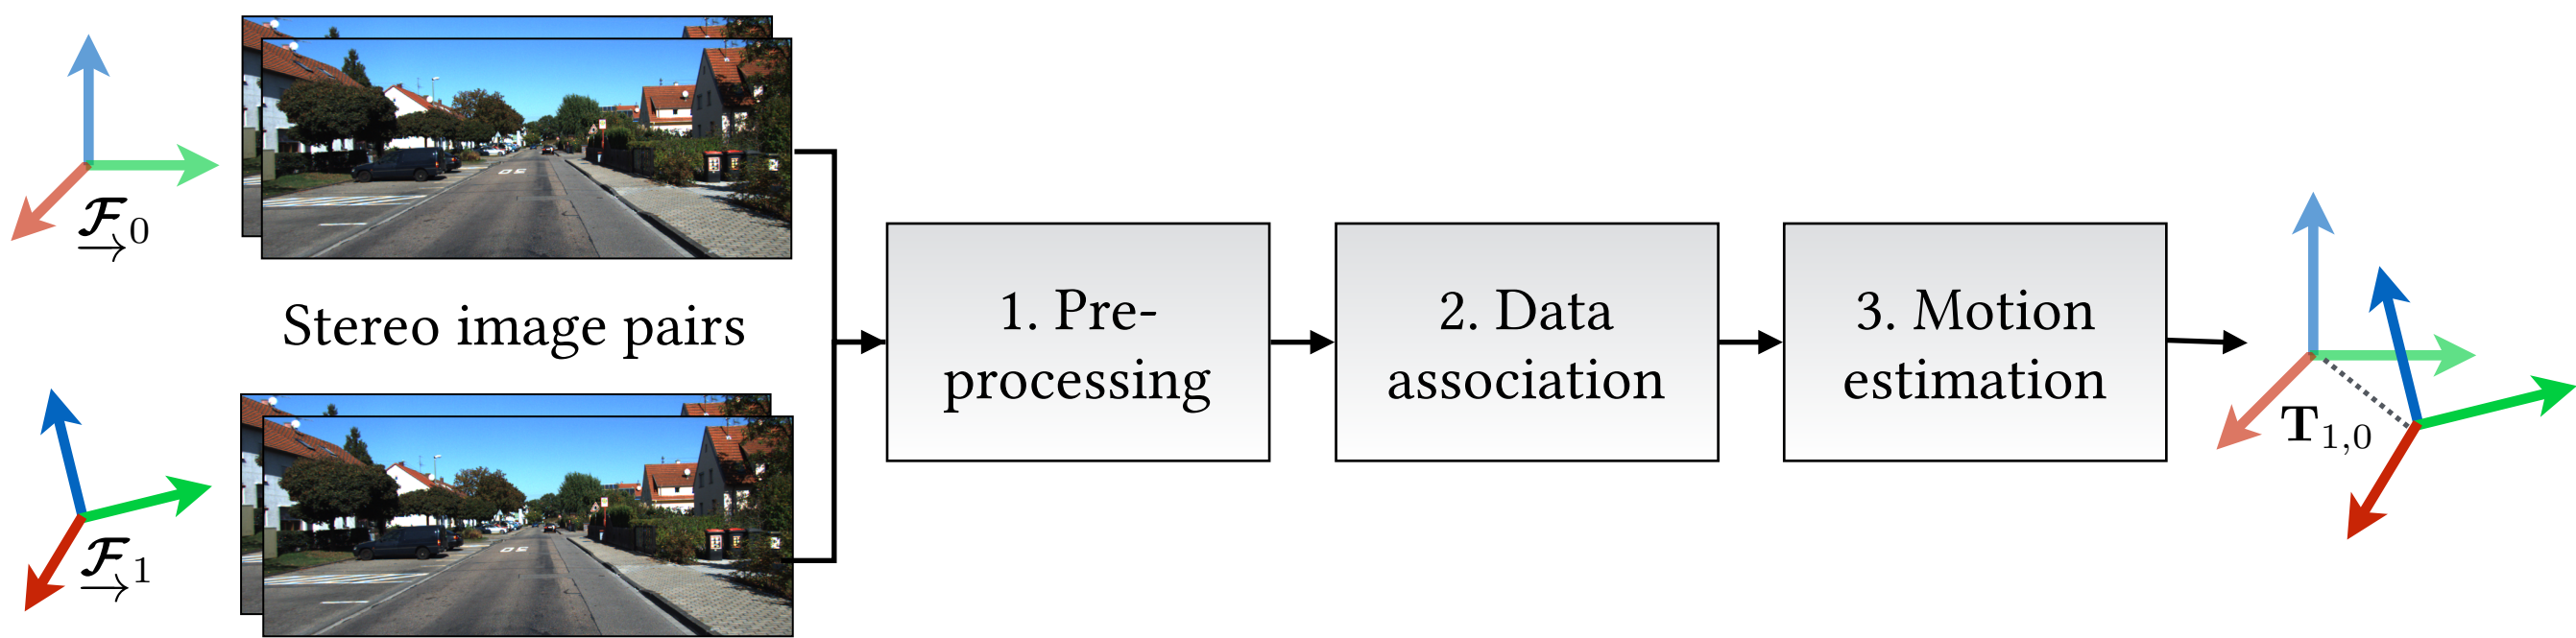 𝓕0
Stereo image pairs
𝓕1
1. Pre-
processing
2. Data
association
3. Motion
estimation
T1,0